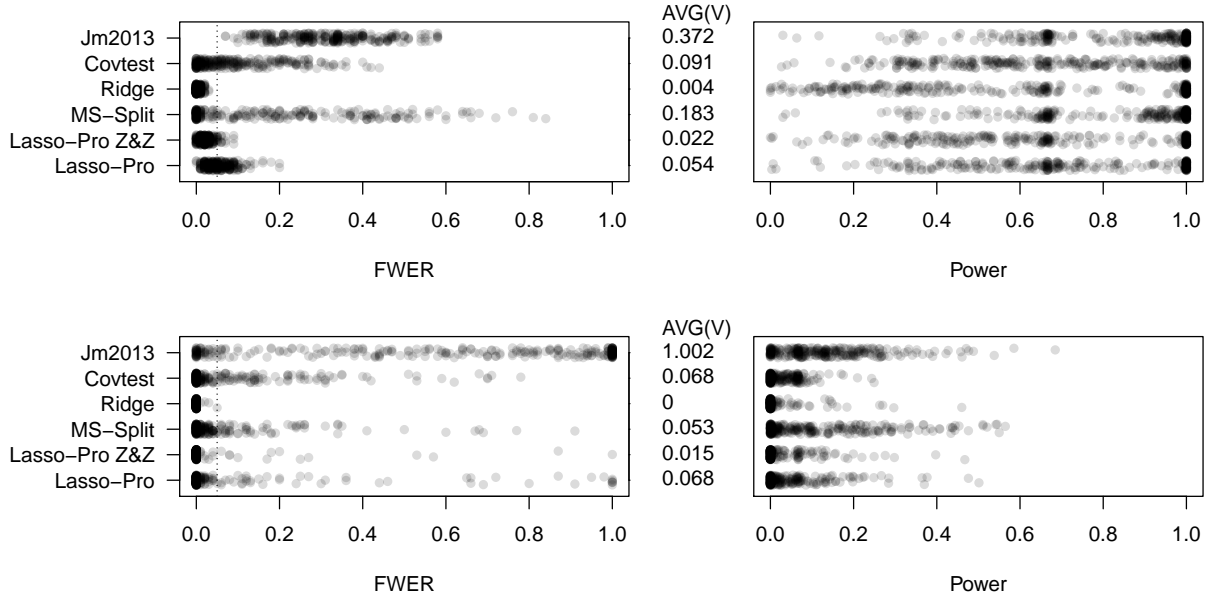 AVG(V)
Jm2013 0.372
Covtest 0.091
Ridge 0.004
MS−Split 0.183
Lasso−Pro Z&Z 0.022
Lasso−Pro 0.054
0.0 0.2 0.4 0.6 0.8 1.0 0.0 0.2 0.4 0.6 0.8 1.0
FWER Power
AVG(V)
Jm2013 1.002
Covtest 0.068
Ridge 0
MS−Split 0.053
Lasso−Pro Z&Z 0.015
Lasso−Pro 0.068
0.0 0.2 0.4 0.6 0.8 1.0 0.0 0.2 0.4 0.6 0.8 1.0
FWER Power